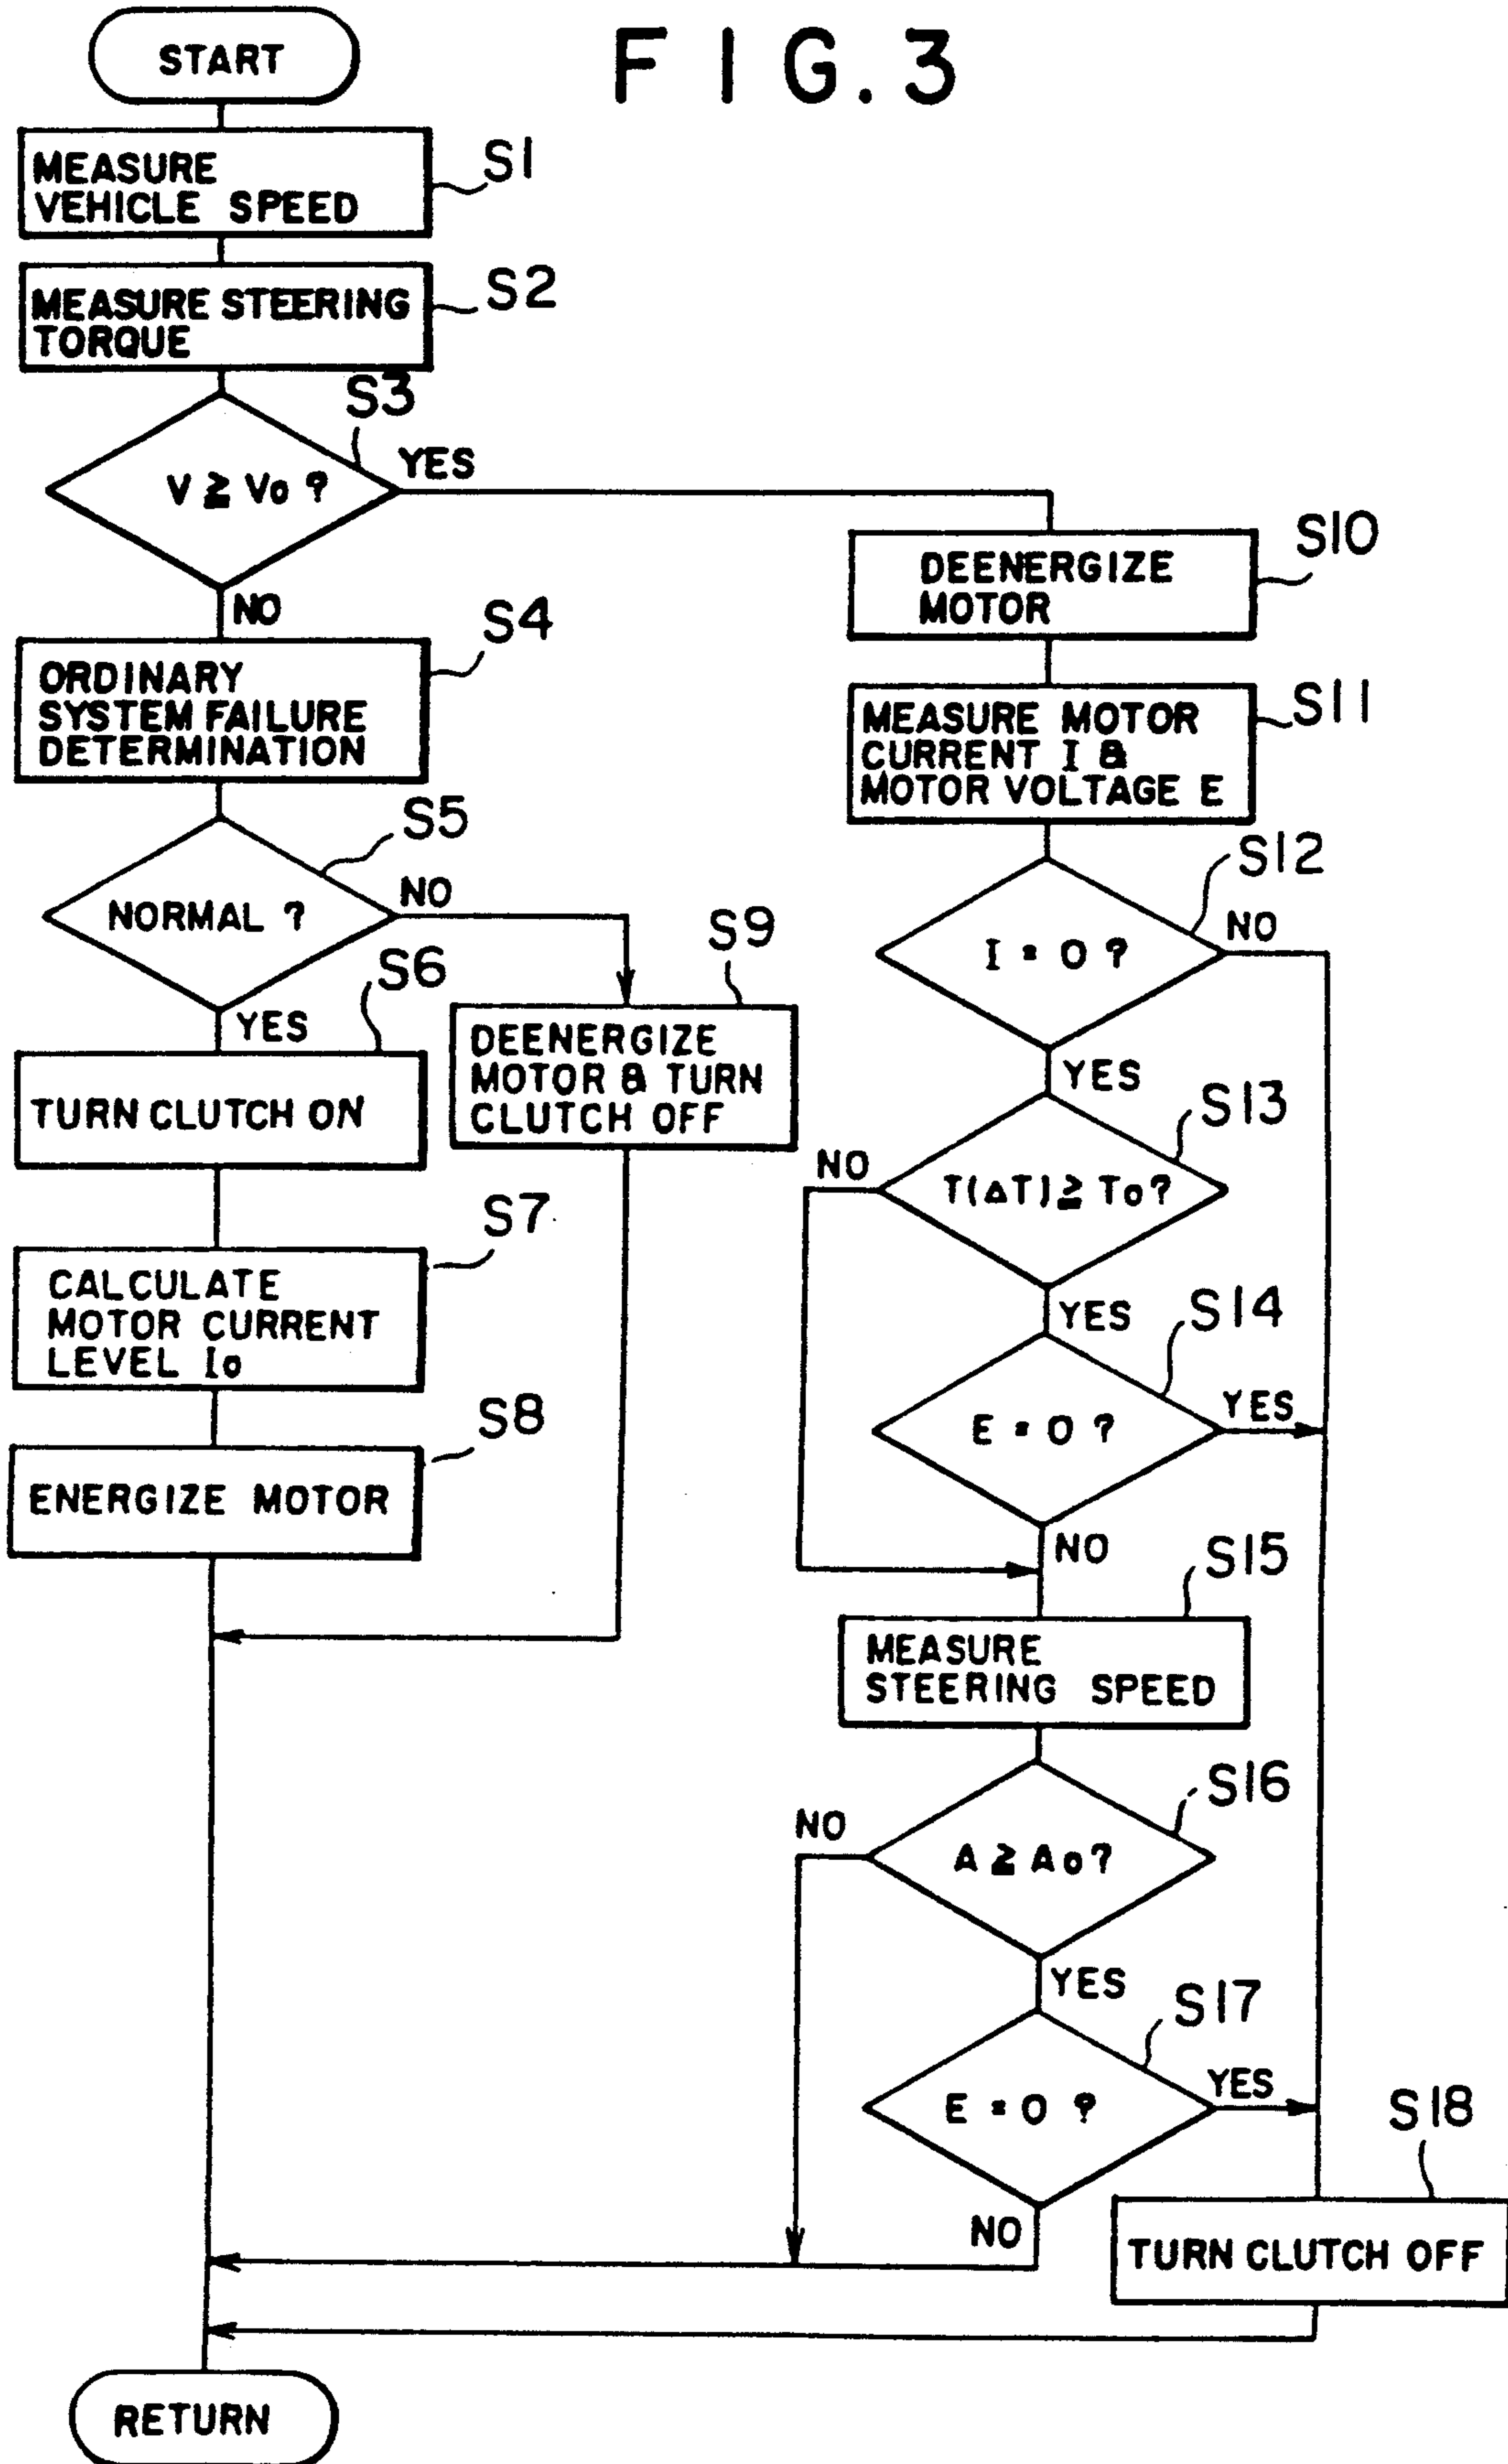 FIG.3
START
MEASURE
VEHICLE SPEED
S1
MEASURE STEERING
TORQUE
S2
S3
V ≧ Vo ?
YES
NO
ORDINARY
SYSTEM FAILURE
DETERMINATION
S4
S5
NORMAL ?
NO
YES
S6
TURN CLUTCH ON
S9
DEENERGIZE
MOTOR & TURN
CLUTCH OFF
CALCULATE
MOTOR CURRENT
LEVEL Io
S7
ENERGIZE MOTOR
S8
S10
DEENERGIZE
MOTOR
S11
MEASURE MOTOR
CURRENT I &
MOTOR VOLTAGE E
S12
I = 0 ?
NO
YES
S13
T(ΔT) ≧ To?
NO
YES
S14
E = 0 ?
YES
NO
S15
MEASURE
STEERING SPEED
S16
A ≧ Ao?
NO
YES
S17
E = 0 ?
YES
NO
S18
TURN CLUTCH OFF
RETURN